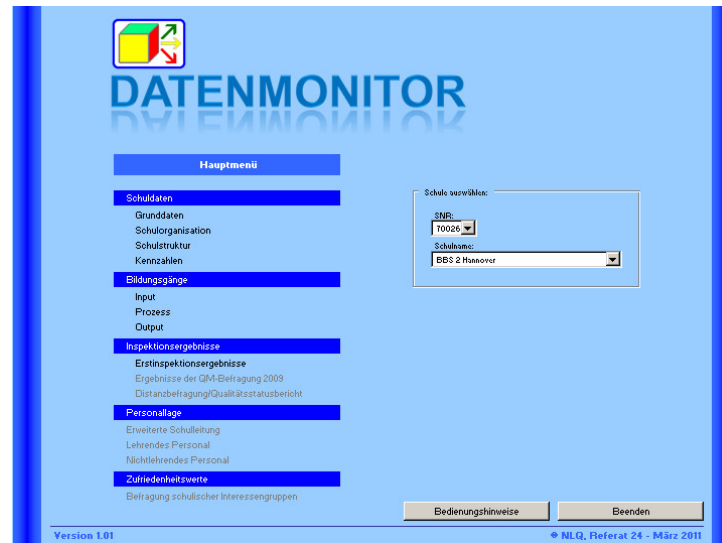 DATENMONITOR
Hauptmenü
Schuldaten
Grunddaten
Schulorganisation
Schulstruktur
Kennzahlen
Bildungsgänge
Input
Prozess
Output
Inspektionsergebnisse
Erstinspektionsergebnisse
Ergebnisse der QM-Befragung 2009
Distanzbefragung/Qualitätsstatusbericht
Personallage
Erweiterte Schulleitung
Lehrendes Personal
Nichtlehrendes Personal
Zufriedenheitswerte
Befragung schulischer Interessengruppen
Schule auswählen:
SNR:
70026
Schulname:
BBS 2 Hannover
Bedienungshinweise
Beenden
Version 1.01
© NLQ, Referat 24 - März 2011